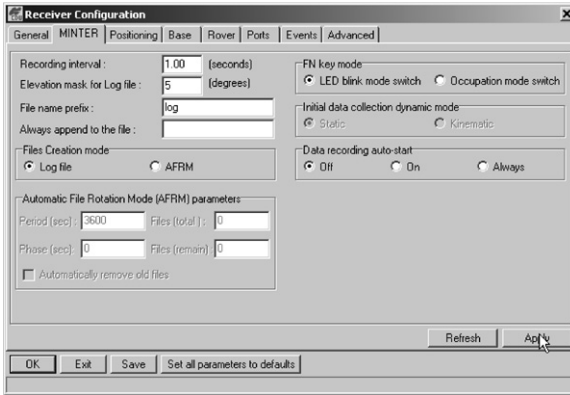 Receiver Configuration
General MINTER Positioning Base Rover Ports Events Advanced
Recording interval : 1.00 (seconds)
Elevation mask for Log file : 5 (degrees)
File name prefix : log
Always append to the file :
Files Creation mode
Log file AFRM
Automatic File Rotation Mode (AFRM) parameters
Period (sec) : 3600 Files (total ) : 0
Phase (sec): 0 Files (remain) : 0
Automatically remove old files
FN key mode
LED blink mode switch Occupation mode switch
Initial data collection dynamic mode
Static Kinematic
Data recording auto-start
Off On Always
Refresh Apply
OK Exit Save Set all parameters to defaults